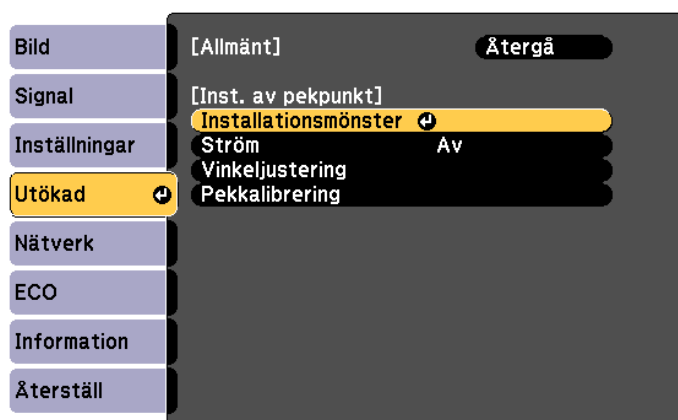 Bild
Signal
Inställningar
Utökad
Nätverk
ECO
Information
Återställ
[Allmänt] Återgå
[Inst. av pekpunkt]
Installationsmönster
Ström Av
Vinkeljustering
Pekkalibrering